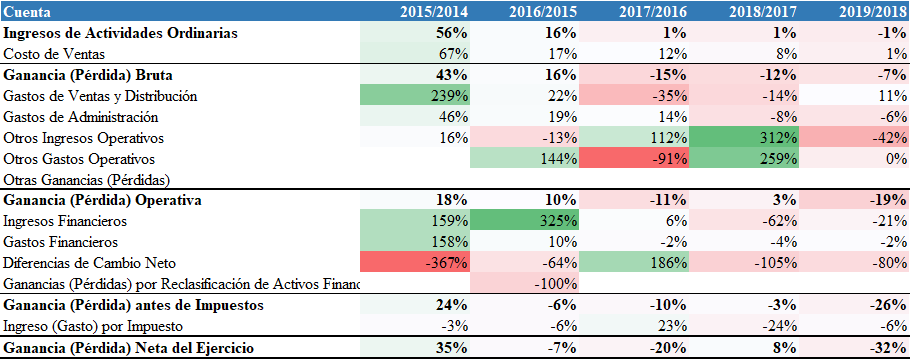 Cuenta 2015/2014 2016/2015 2017/2016 2018/2017 2019/2018
Ingresos de Actividades Ordinarias 56% 16% 1% 1% -1%
Costo de Ventas 67% 17% 12% 8% 1%
Ganancia (Pérdida) Bruta 43% 16% -15% -12% -7%
Gastos de Ventas y Distribución 239% 22% -35% -14% 11%
Gastos de Administración 46% 19% 14% -8% -6%
Otros Ingresos Operativos 16% -13% 112% 312% -42%
Otros Gastos Operativos 144% -91% 259% 0%
Otras Ganancias (Pérdidas)
Ganancia (Pérdida) Operativa 18% 10% -11% 3% -19%
Ingresos Financieros 159% 325% 6% -62% -21%
Gastos Financieros 158% 10% -2% -4% -2%
Diferencias de Cambio Neto -367% -64% 186% -105% -80%
Ganancias (Pérdidas) por Reclasificación de Activos Financ -100%
Ganancia (Pérdida) antes de Impuestos 24% -6% -10% -3% -26%
Ingreso (Gasto) por Impuesto -3% -6% 23% -24% -6%
Ganancia (Pérdida) Neta del Ejercicio 35% -7% -20% 8% -32%